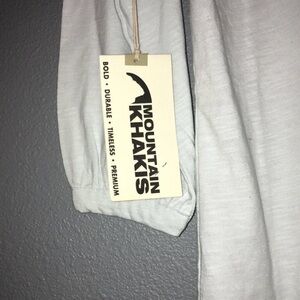 MOUNTAIN
KHAKIS
BOLD • DURABLE • TIMELESS • PREMIUM